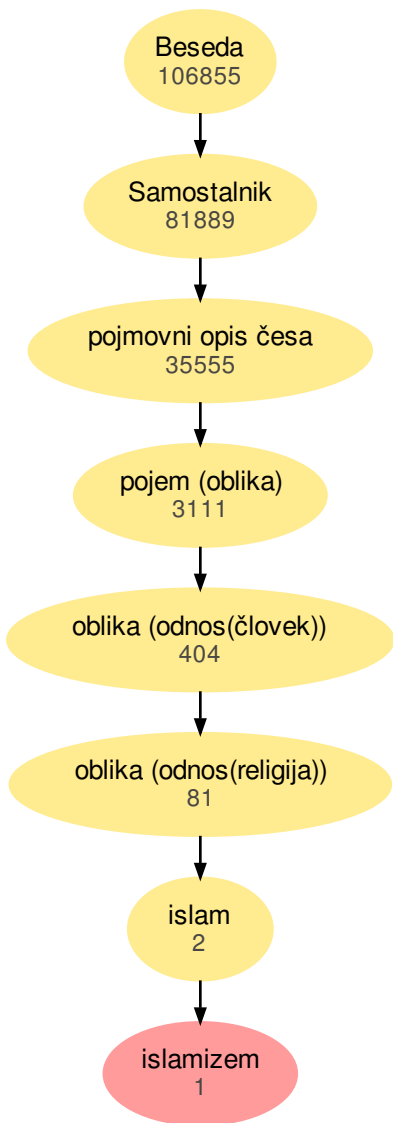 Beseda
106855
Samostalnik
81889
pojmovni opis česa
35555
pojem (oblika)
3111
oblika (odnos(človek))
404
oblika (odnos(religija))
81
islam
2
islamizem
1